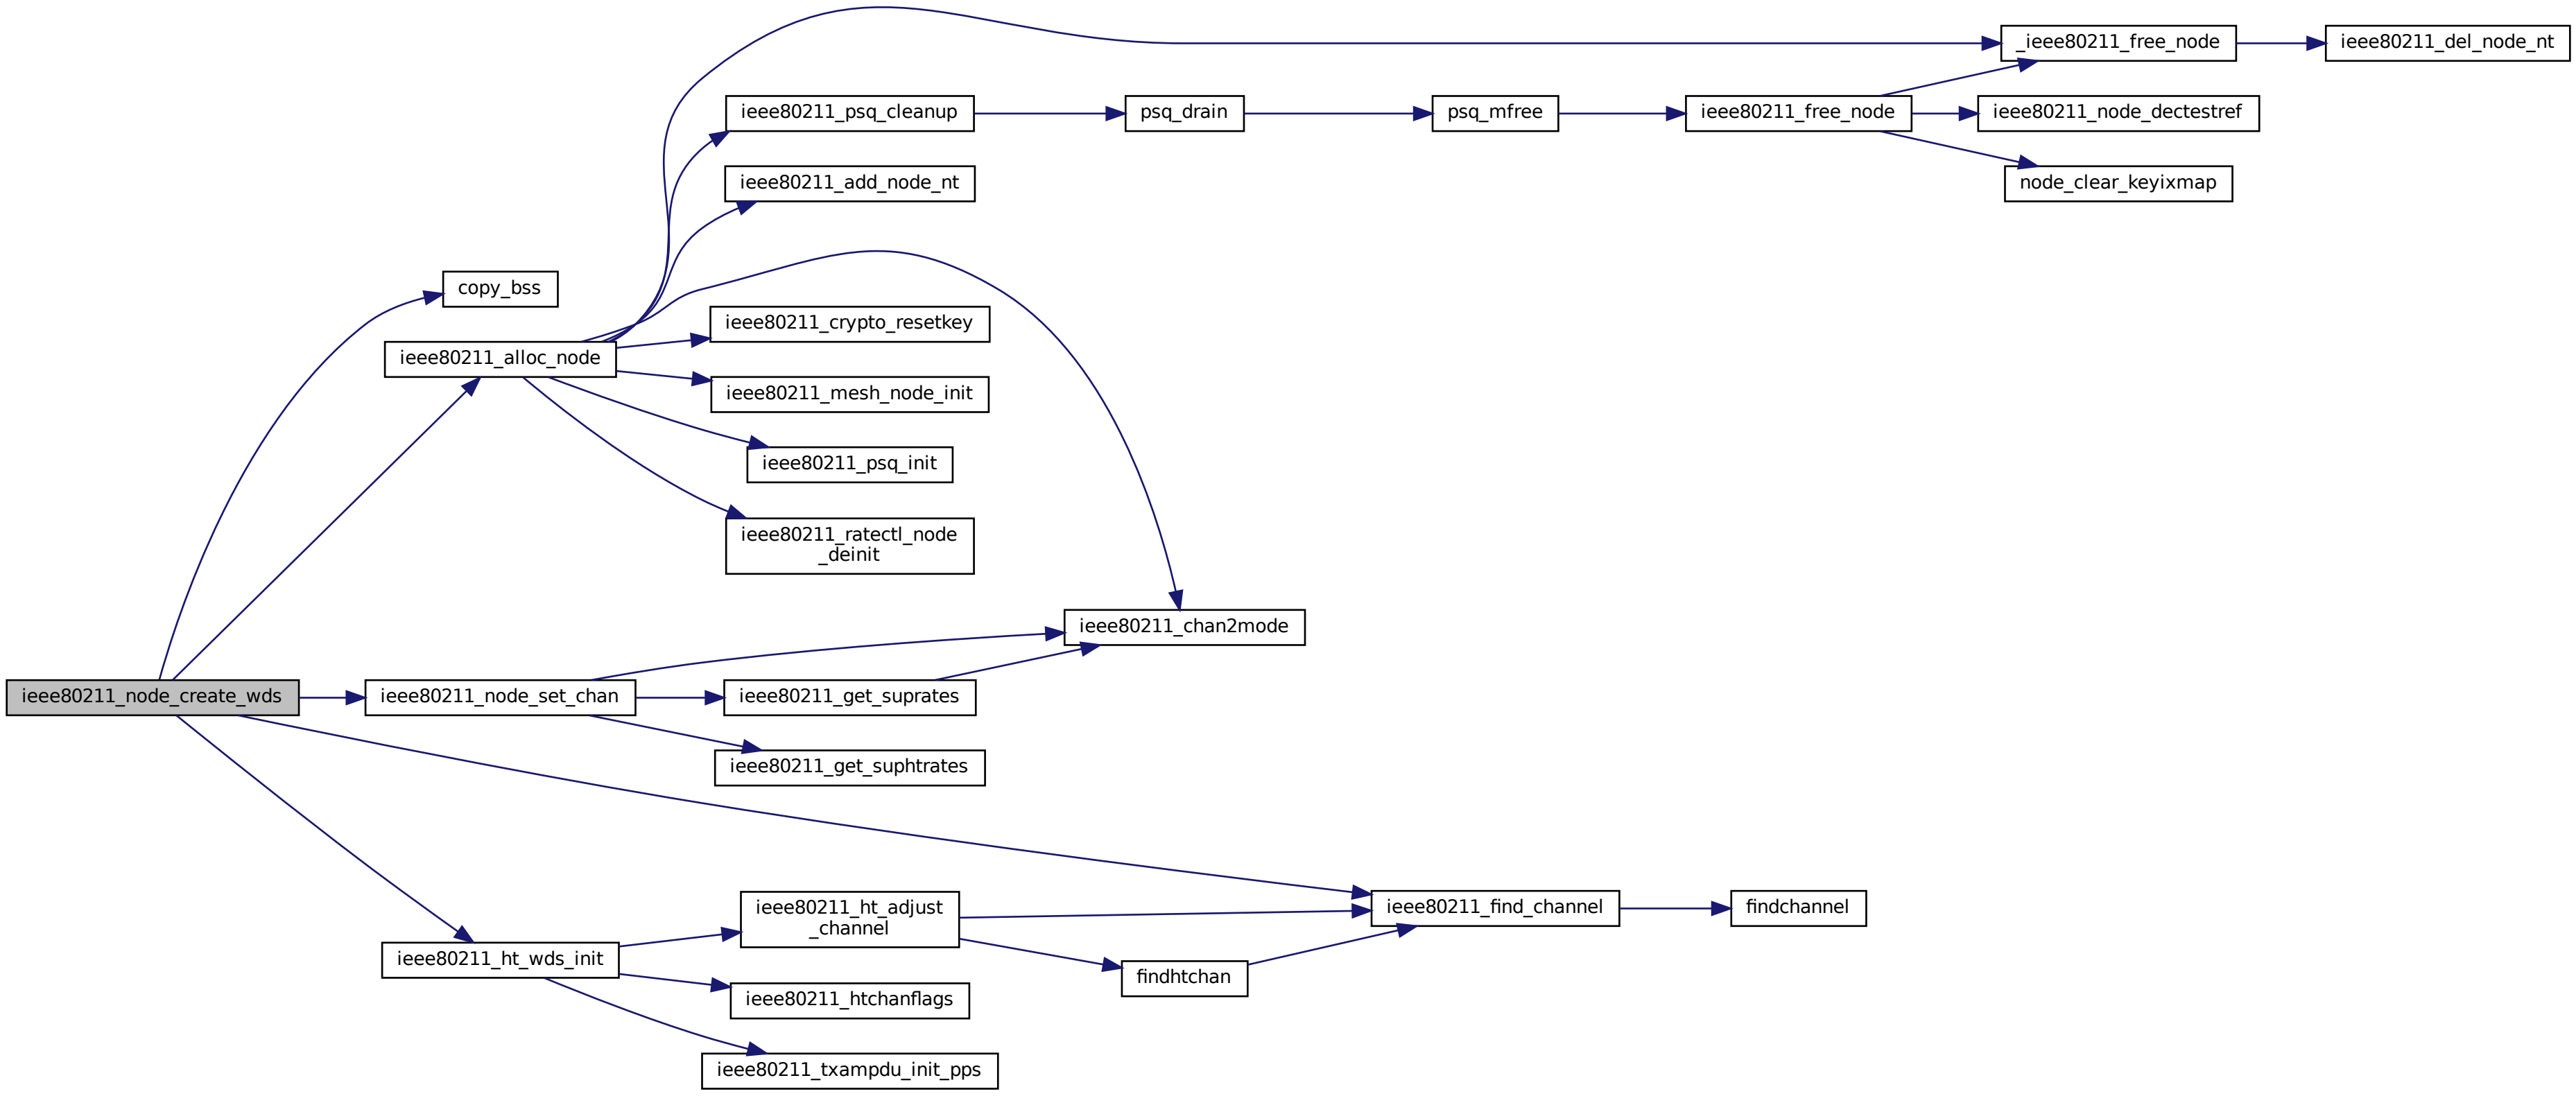 _ieee80211_free_node
ieee80211_del_node_nt
ieee80211_psq_cleanup
psq_drain
psq_mfree
ieee80211_free_node
ieee80211_node_dectestref
ieee80211_add_node_nt
node_clear_keyixmap
copy_bss
ieee80211_crypto_resetkey
ieee80211_alloc_node
ieee80211_mesh_node_init
ieee80211_psq_init
ieee80211_ratectl_node
_deinit
ieee80211_chan2mode
ieee80211_node_create_wds
ieee80211_node_set_chan
ieee80211_get_suprates
ieee80211_get_suphtrates
ieee80211_ht_adjust
_channel
ieee80211_find_channel
findchannel
ieee80211_ht_wds_init
findhtchan
ieee80211_htchanflags
ieee80211_txampdu_init_pps